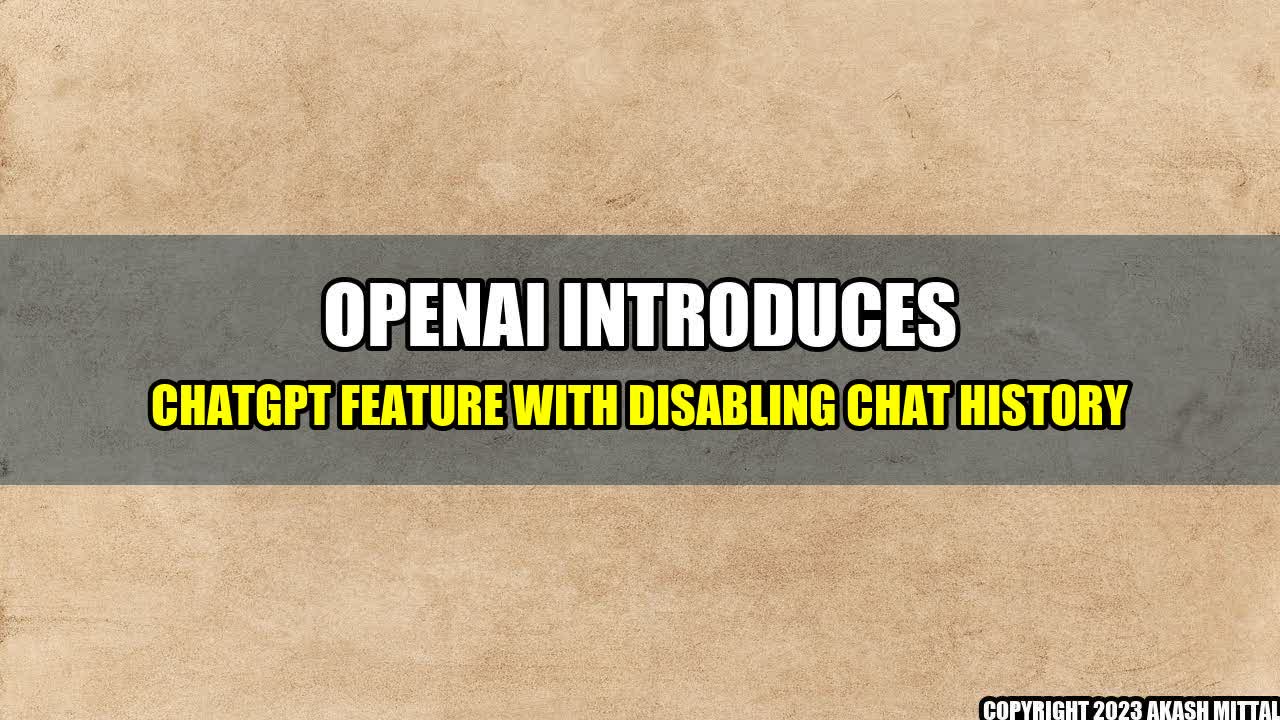 OPENAI INTRODUCES
CHATGPT FEATURE WITH DISABLING CHAT HISTORY
COPYRIGHT 2023 AKASH MITTAL